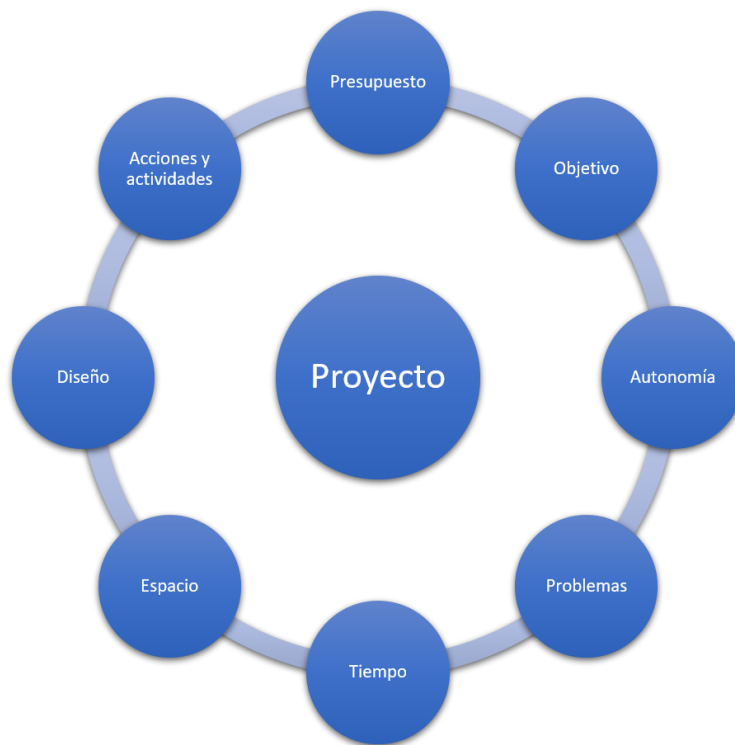 Presupuesto
Objetivo
Autonomía
Problemas
Tiempo
Espacio
Diseño
Acciones y
actividades
Proyecto